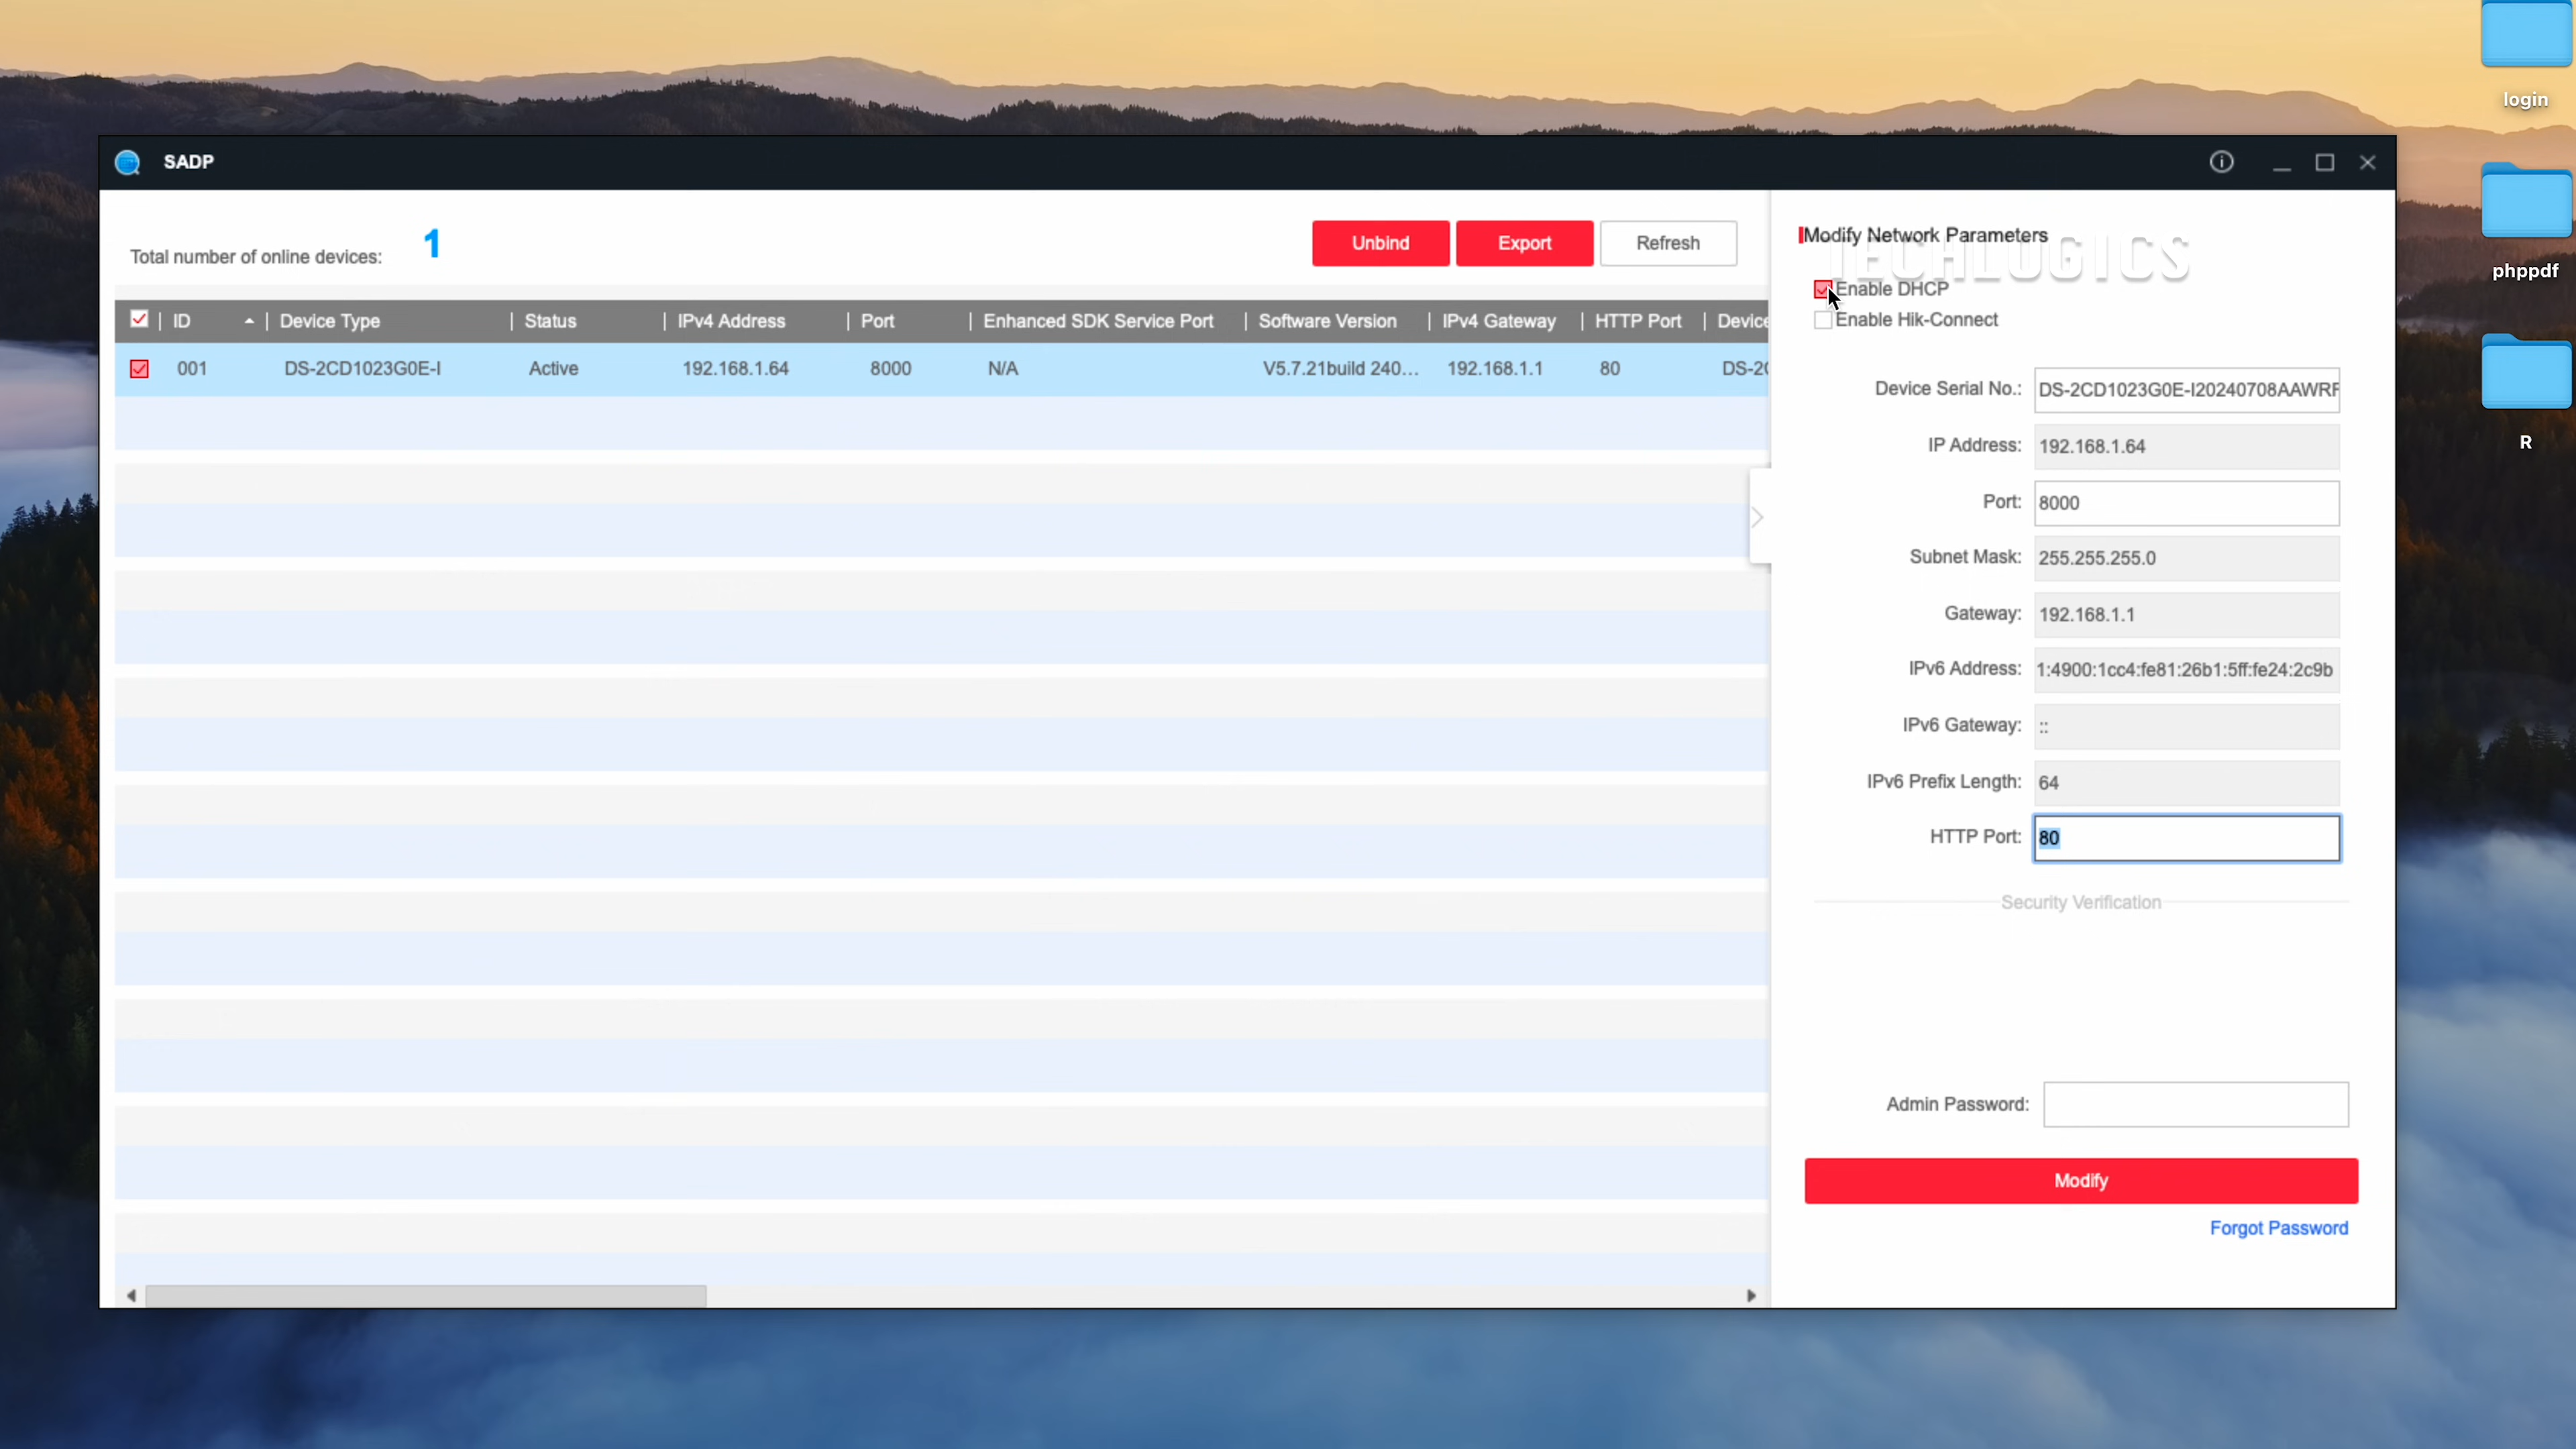 login
phppdf
R
SADP
Total number of online devices: 1
Unbind Export Refresh
ID Device Type Status IPv4 Address Port Enhanced SDK Service Port Software Version IPv4 Gateway HTTP Port Device
001 DS-2CD1023G0E-I Active 192.168.1.64 8000 N/A V5.7.21build 240... 192.168.1.1 80 DS-2
Modify Network Parameters
TECHLOGICS
Enable DHCP
Enable Hik-Connect
Device Serial No.: DS-2CD1023G0E-I20240708AAWR
IP Address: 192.168.1.64
Port: 8000
Subnet Mask: 255.255.255.0
Gateway: 192.168.1.1
IPv6 Address: 1:4900:1cc4:fe81:26b1:5ff:fe24:2c9b
IPv6 Gateway: ::
IPv6 Prefix Length: 64
HTTP Port: 80
Security Verification
Admin Password:
Modify
Forgot Password